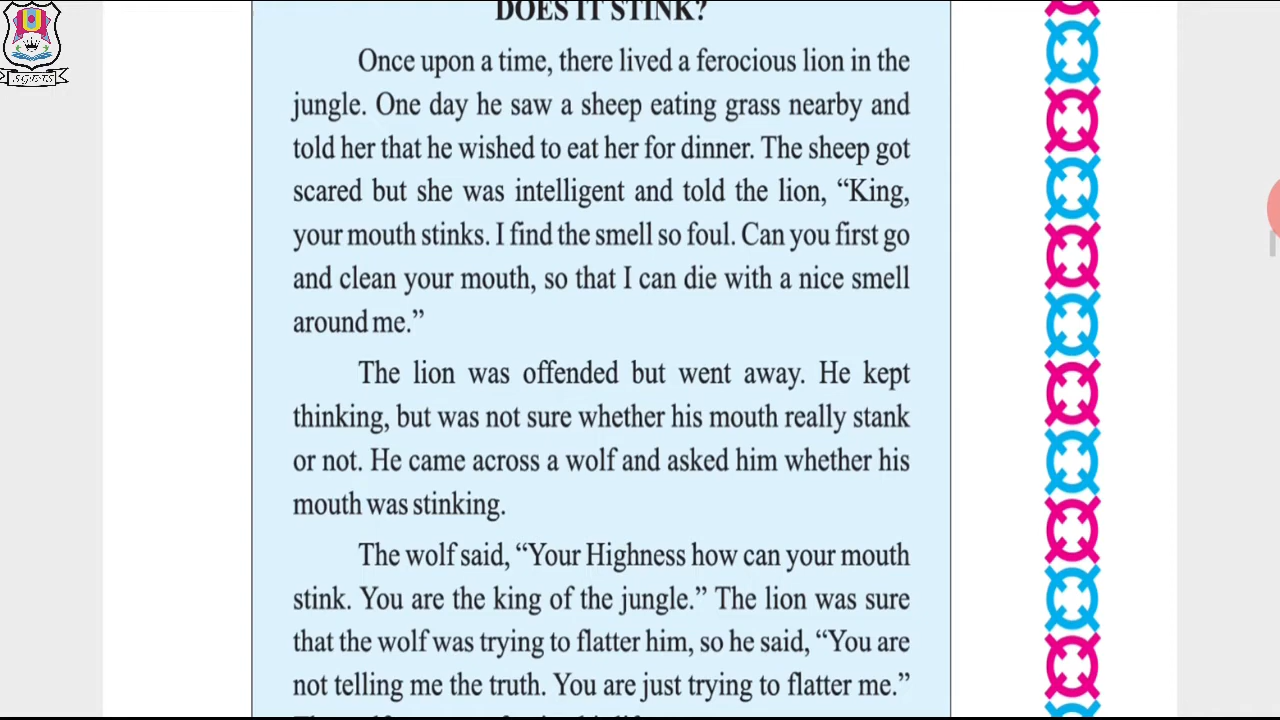 DOES IT STINK?
Once upon a time, there lived a ferocious lion in the
jungle. One day he saw a sheep eating grass nearby and
told her that he wished to eat her for dinner. The sheep got
scared but she was intelligent and told the lion, “King,
your mouth stinks. I find the smell so foul. Can you first go
and clean your mouth, so that I can die with a nice smell
around me.”
The lion was offended but went away. He kept
thinking, but was not sure whether his mouth really stank
or not. He came across a wolf and asked him whether his
mouth was stinking.
The wolf said, “Your Highness how can your mouth
stink. You are the king of the jungle.” The lion was sure
that the wolf was trying to flatter him, so he said, “You are
not telling me the truth. You are just trying to flatter me.”